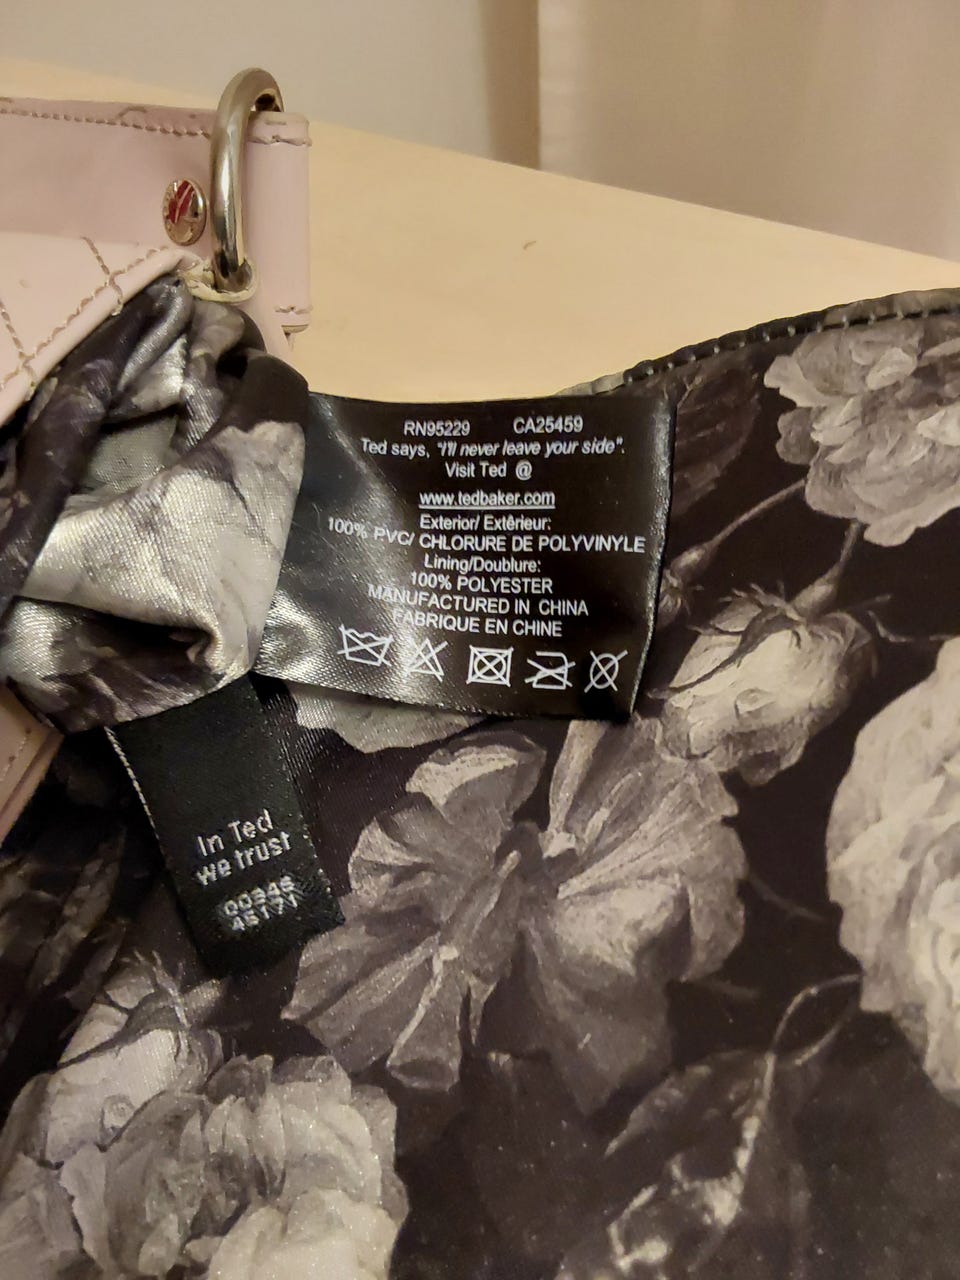 RN95229 CA25459
Ted says, "I'll never leave your side".
Visit Ted @
www.tedbaker.com
Exterior/ Extêrieur:
100% PVC/ CHLORURE DE POLYVINYLE
Lining/Doublure:
100% POLYESTER
MANUFACTURED IN CHINA
FABRIQUE EN CHINE
In Ted
we trust